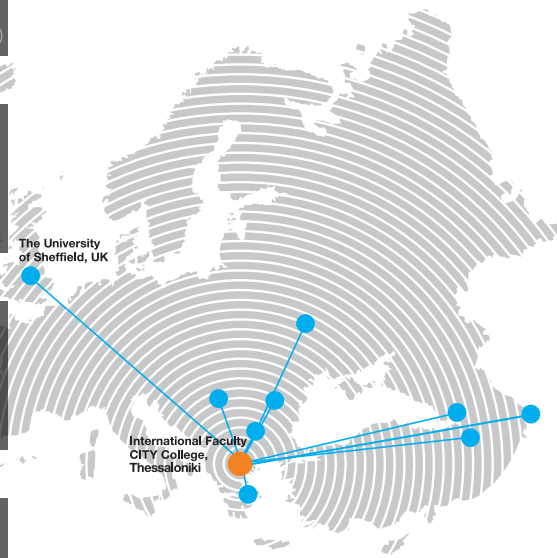 The University
of Sheffield, UK
International Faculty
CITY College,
Thessaloniki